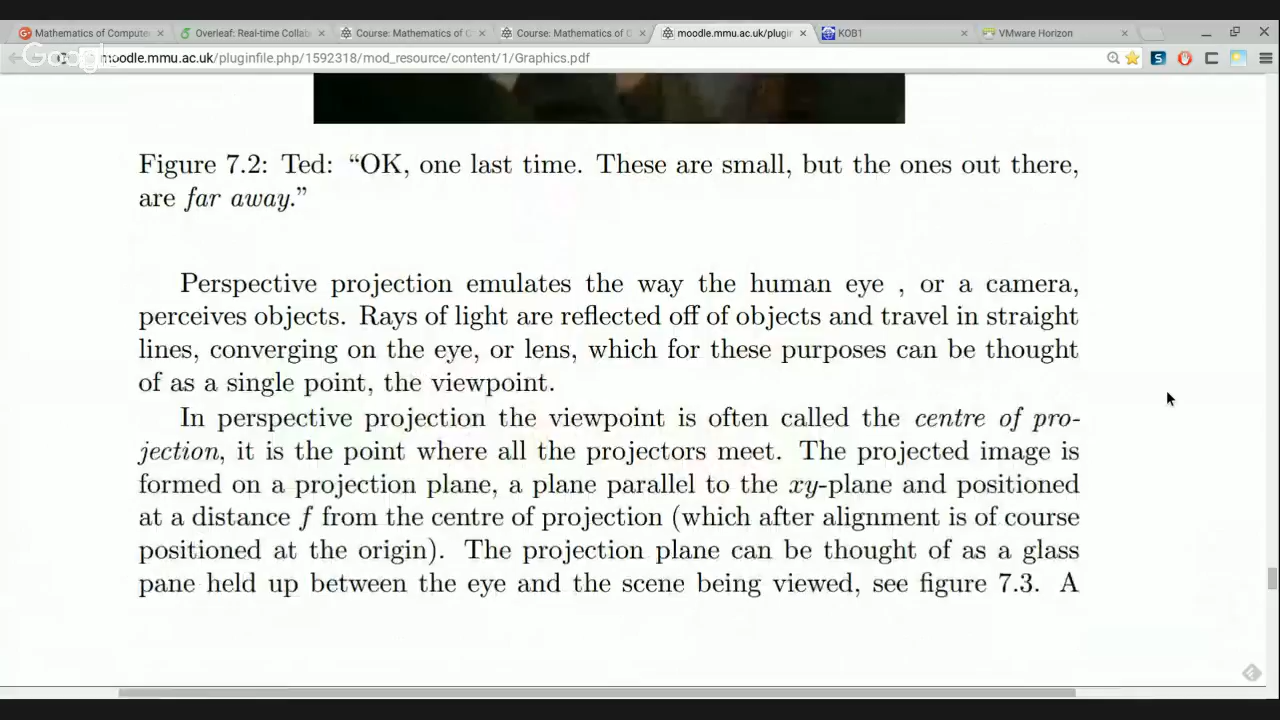 Mathematics of Compute
Overleaf: Real-time Collab
Course: Mathematics of C
Course: Mathematics of C
moodle.mmu.ac.uk/plugin
KOB1
VMware Horizon
moodle.mmu.ac.uk/pluginfile.php/1592318/mod_resource/content/1/Graphics.pdf
Google
Figure 7.2: Ted: “OK, one last time. These are small, but the ones out there,
are far away.”
Perspective projection emulates the way the human eye , or a camera,
perceives objects. Rays of light are reflected off of objects and travel in straight
lines, converging on the eye, or lens, which for these purposes can be thought
of as a single point, the viewpoint.
In perspective projection the viewpoint is often called the centre of pro-
jection, it is the point where all the projectors meet. The projected image is
formed on a projection plane, a plane parallel to the xy-plane and positioned
at a distance f from the centre of projection (which after alignment is of course
positioned at the origin). The projection plane can be thought of as a glass
pane held up between the eye and the scene being viewed, see figure 7.3. A